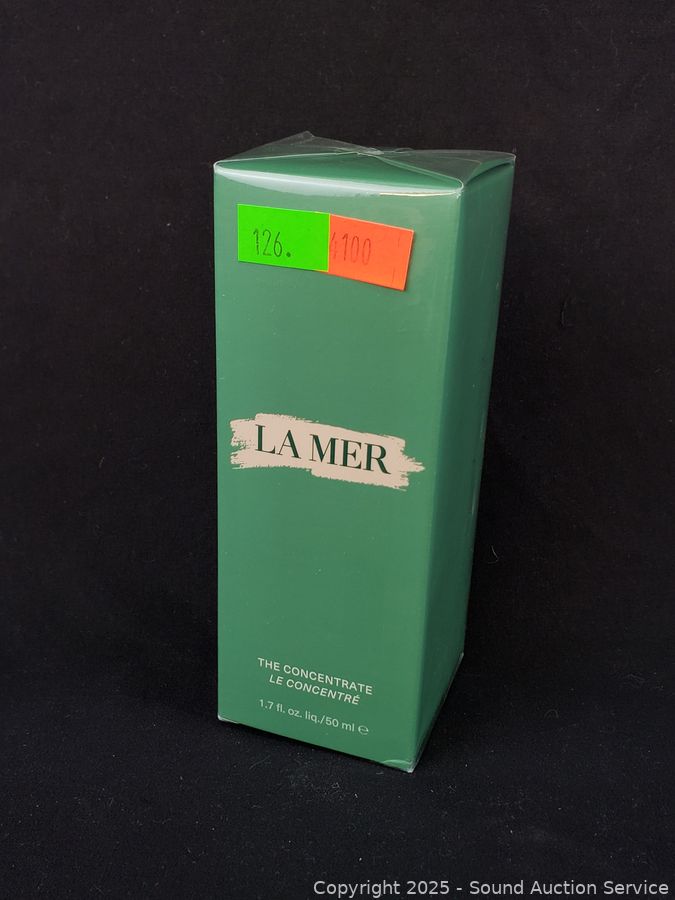 126. 4100
LA MER
THE CONCENTRATE
LE CONCENTRÉ
1.7 fl. oz. liq./50 ml ℮
Copyright 2025 - Sound Auction Service